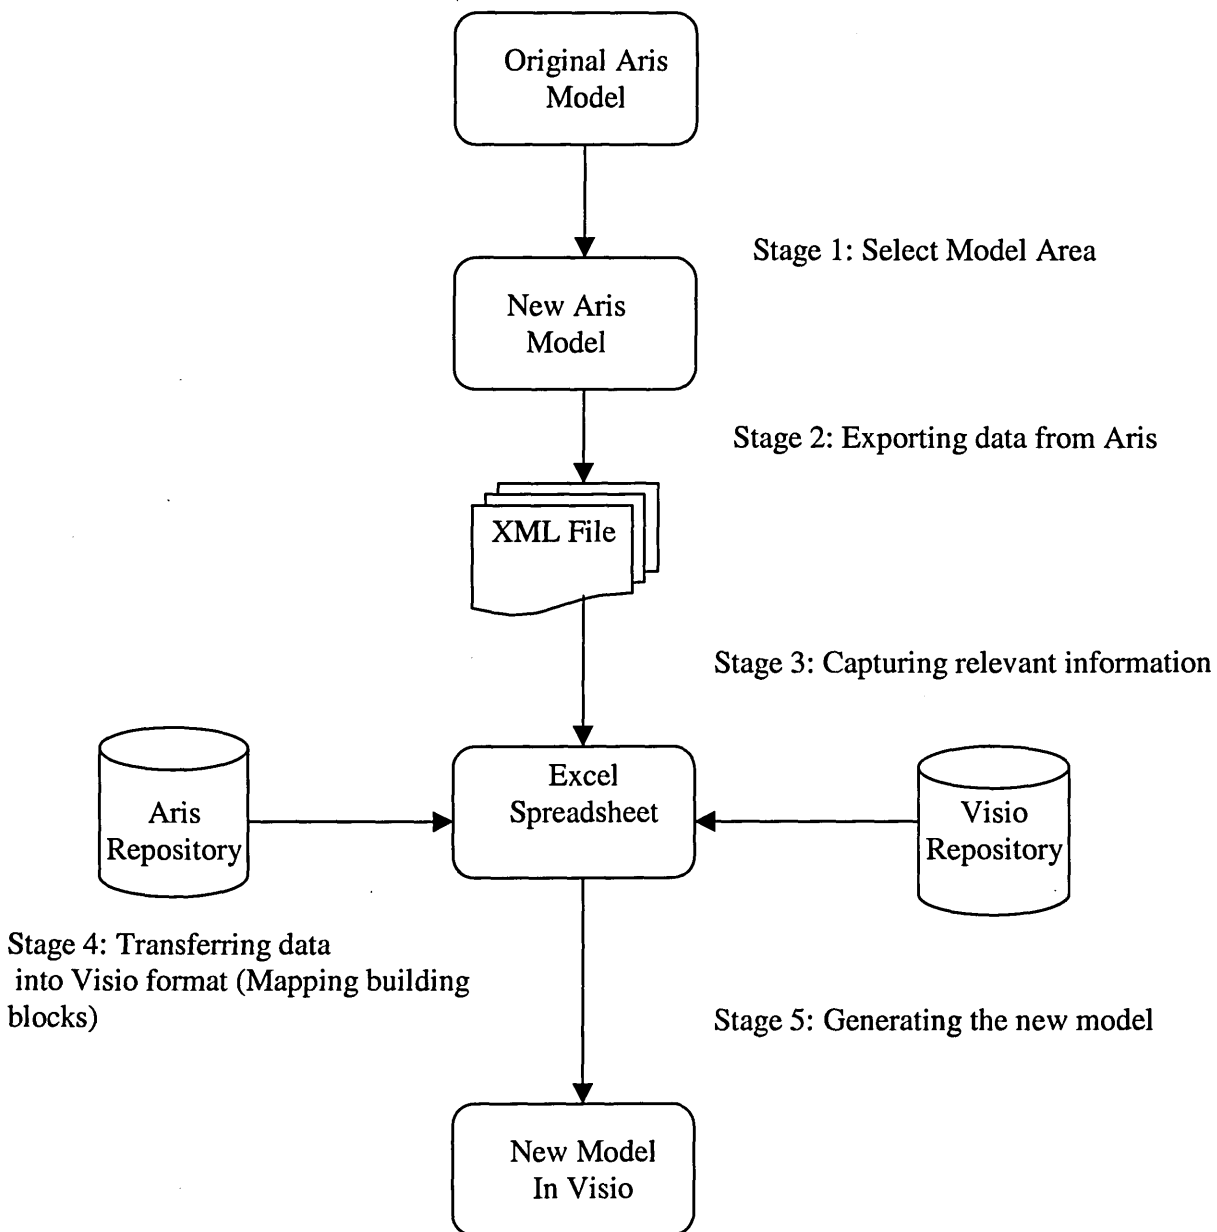 Original Aris
Model
Stage 1: Select Model Area
New Aris
Model
Stage 2: Exporting data from Aris
XML File
Stage 3: Capturing relevant information
Aris
Repository
Excel
Spreadsheet
Visio
Repository
Stage 4: Transferring data
into Visio format (Mapping building
blocks)
Stage 5: Generating the new model
New Model
In Visio